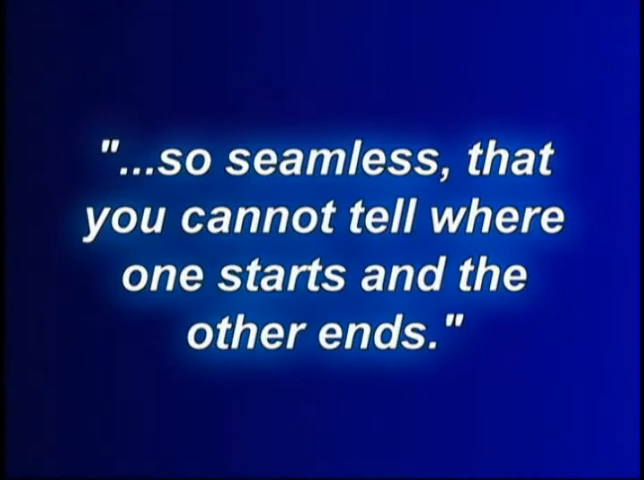 "...so seamless, that
you cannot tell where
one starts and the
other ends."